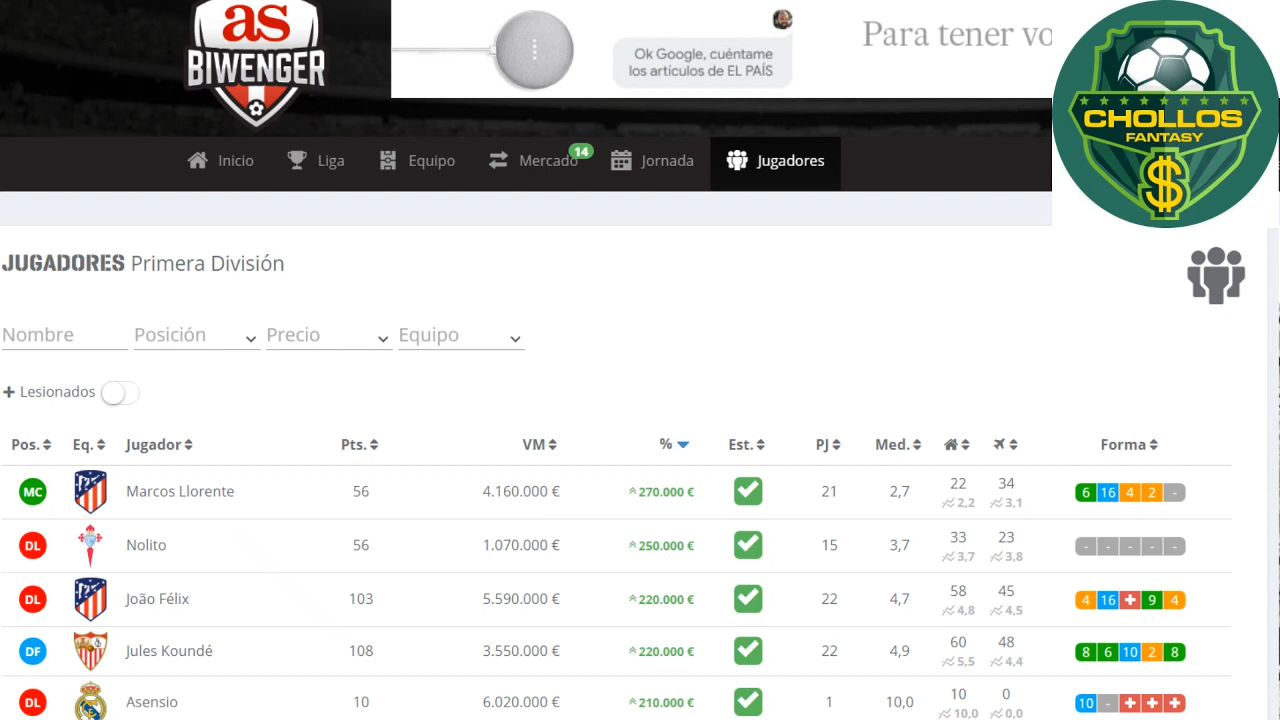 as
BIWENGER
Ok Google, cuéntame
los artículos de EL PAÍS
Para tener vo
CHOLLOS
FANTASY
$
Inicio Liga Equipo Mercado 14 Jornada Jugadores
JUGADORES Primera División
Nombre Posición Precio Equipo
+ Lesionados
Pos. Eq. Jugador Pts. VM % Est. PJ Med. Forma
MC Marcos Llorente 56 4.160.000 € 270.000 € 21 2,7 22 34 6 16 4 2 -
2,2 3,1
DL Nolito 56 1.070.000 € 250.000 € 15 3,7 33 23 - - - - -
3,7 3,8
DL João Félix 103 5.590.000 € 220.000 € 22 4,7 58 45 4 16 + 9 4
4,8 4,5
DF Jules Koundé 108 3.550.000 € 220.000 € 22 4,9 60 48 8 6 10 2 8
5,5 4,4
DL Asensio 10 6.020.000 € 210.000 € 1 10,0 10 0 10 - + + +
10,0 0,0